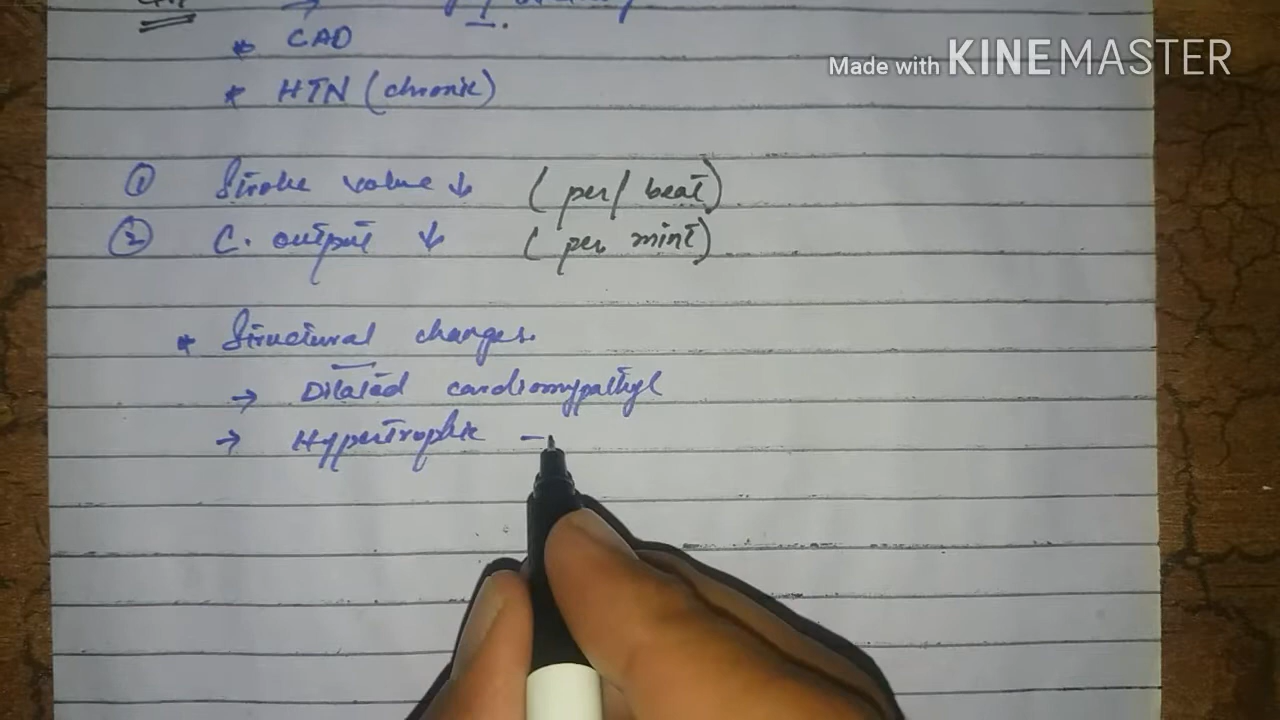 Made with KINEMASTER
* CAD
* HTN (chronic)
① Stroke volume ↓ (per/beat)
② C. output ↓ (per mint)
* Structural changes.
→ Dilated cardiomypathyl
→ Hypertrophic -